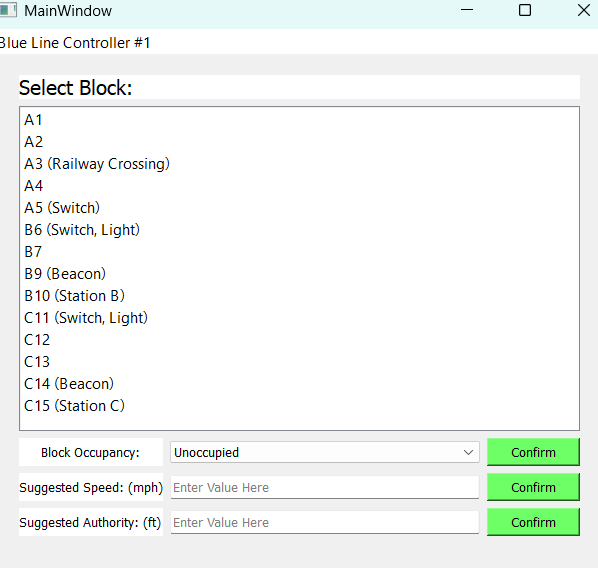 MainWindow
Blue Line Controller #1
Select Block:
A1
A2
A3 (Railway Crossing)
A4
A5 (Switch)
B6 (Switch, Light)
B7
B9 (Beacon)
B10 (Station B)
C11 (Switch, Light)
C12
C13
C14 (Beacon)
C15 (Station C)
Block Occupancy: Unoccupied Confirm
Suggested Speed: (mph) Enter Value Here Confirm
Suggested Authority: (ft) Enter Value Here Confirm